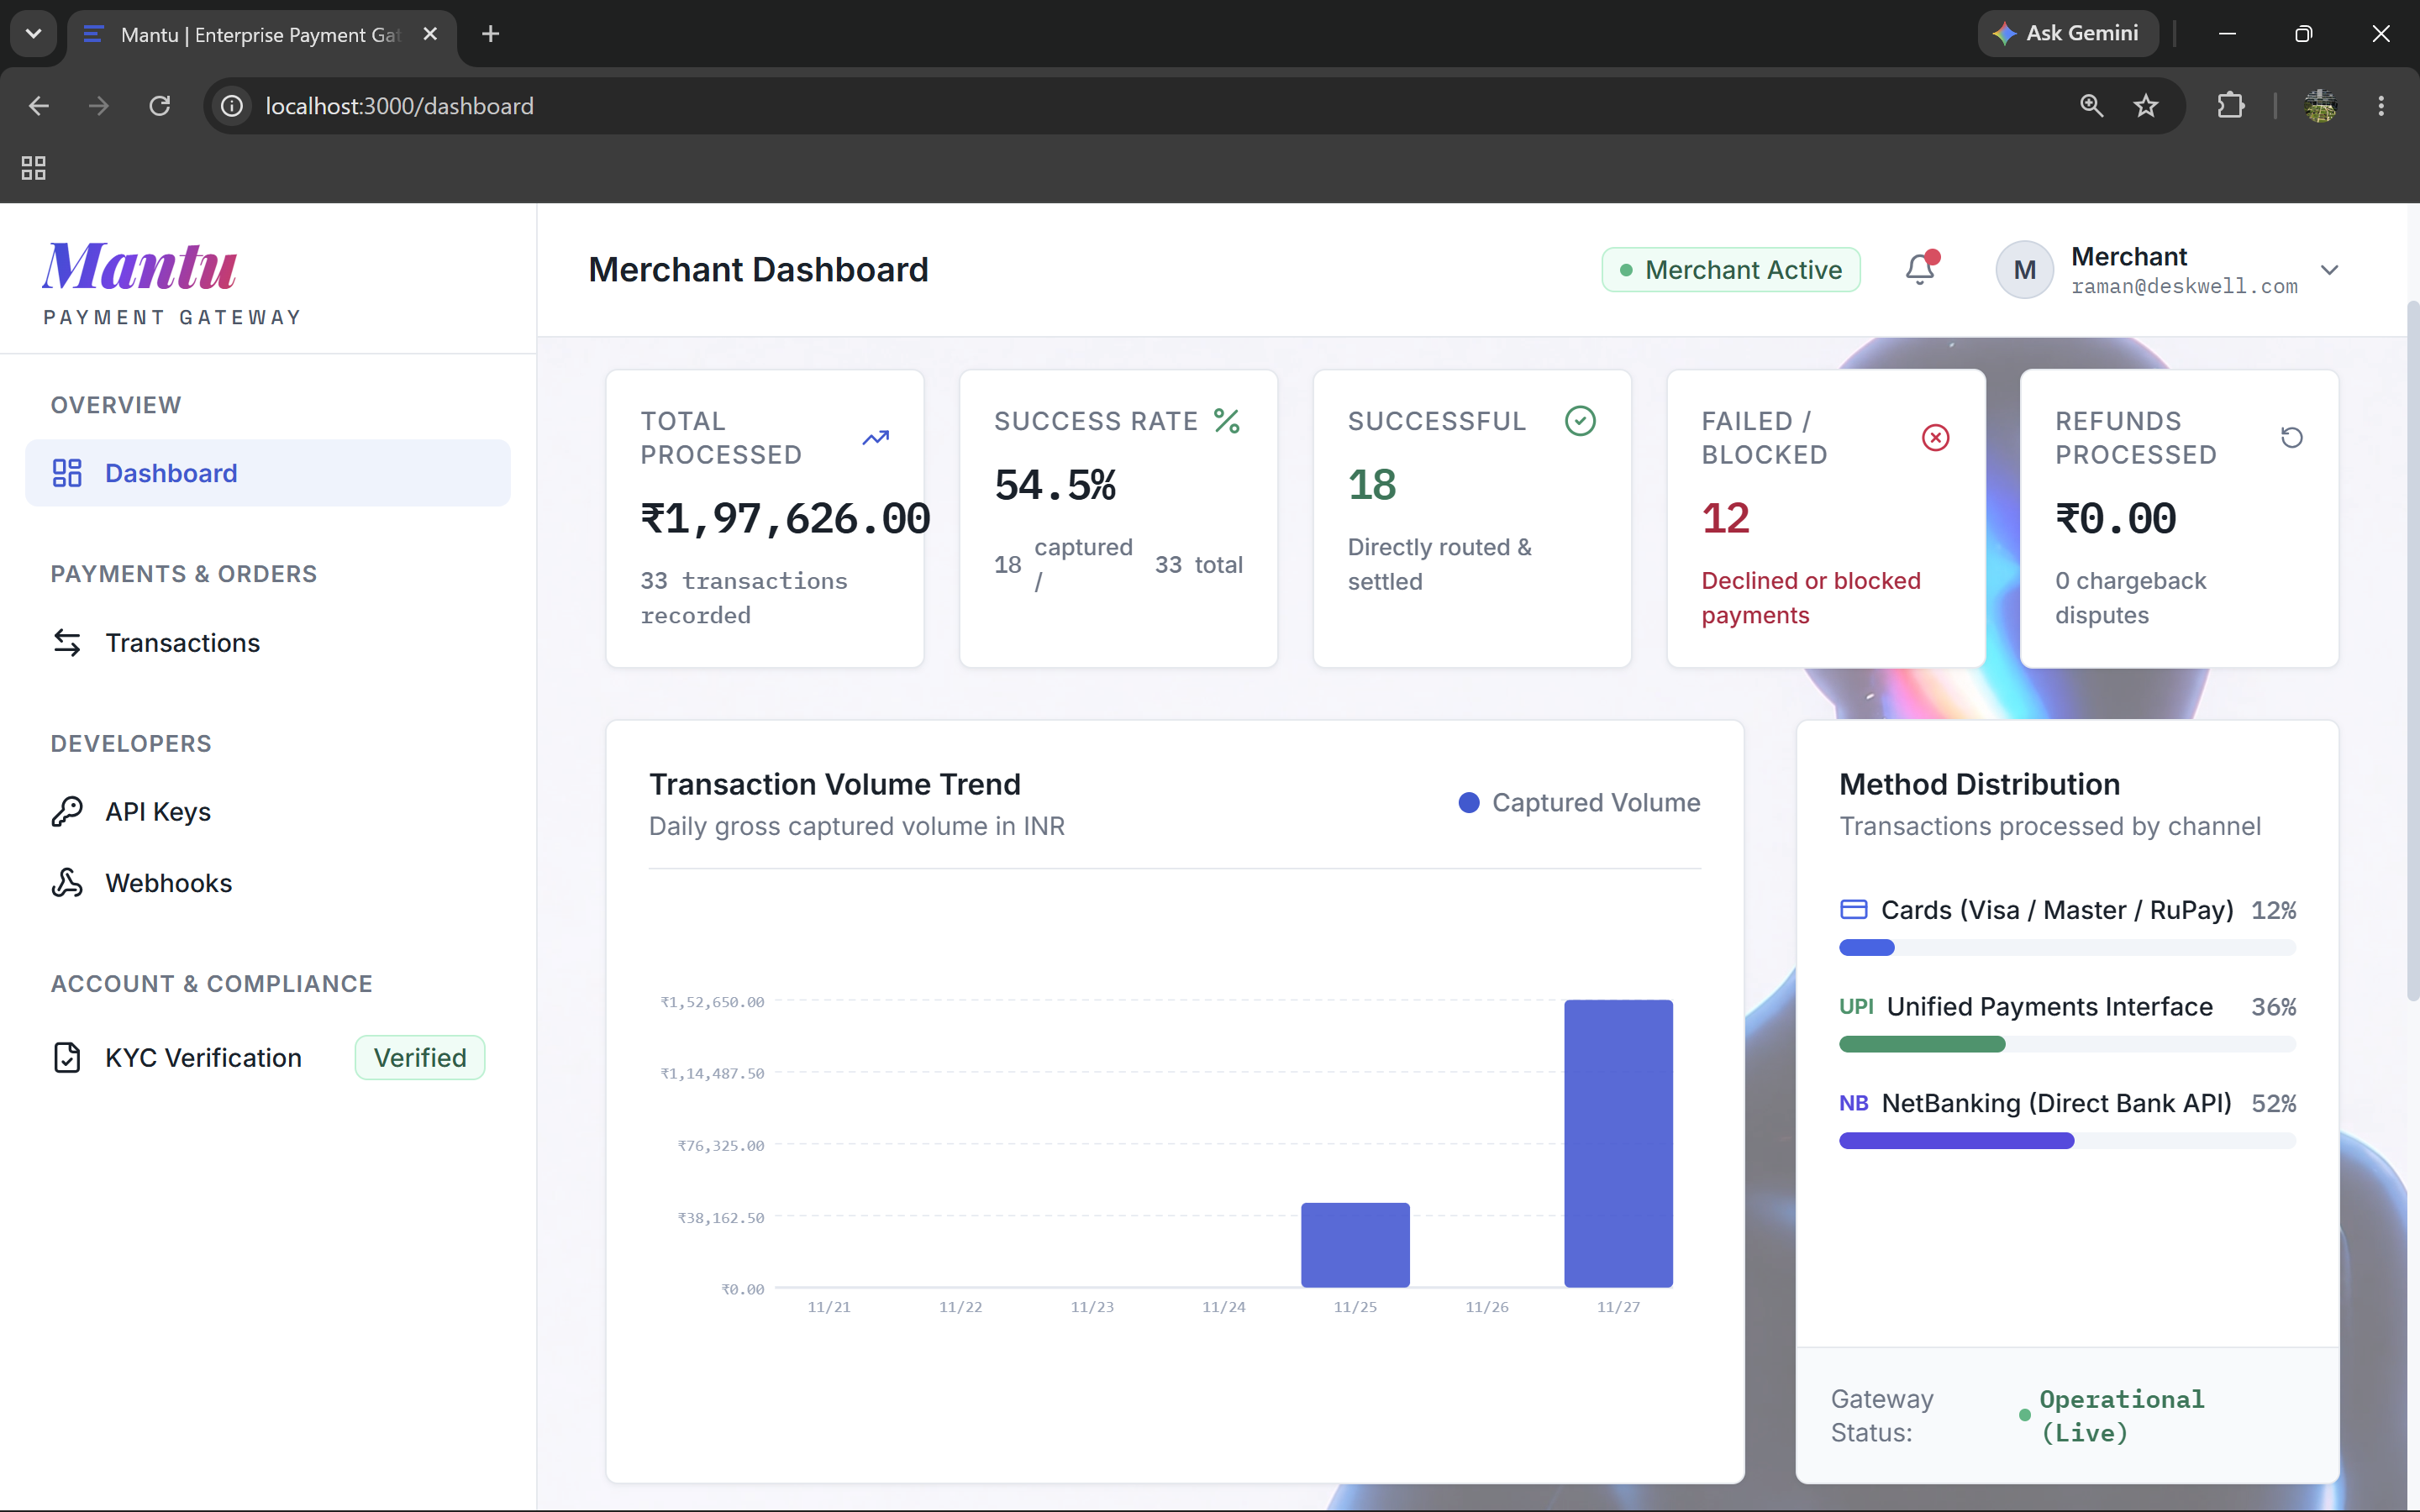 Mantu | Enterprise Payment Gat
Ask Gemini
localhost:3000/dashboard
Mantu
PAYMENT GATEWAY
OVERVIEW
Dashboard
PAYMENTS & ORDERS
Transactions
DEVELOPERS
API Keys
Webhooks
ACCOUNT & COMPLIANCE
KYC Verification
Verified
Merchant Dashboard
Merchant Active
M
Merchant
raman@deskwell.com
TOTAL
PROCESSED
₹1,97,626.00
33 transactions
recorded
SUCCESS RATE
54.5%
18 captured / 33 total
SUCCESSFUL
18
Directly routed &
settled
FAILED /
BLOCKED
12
Declined or blocked
payments
REFUNDS
PROCESSED
₹0.00
0 chargeback
disputes
Transaction Volume Trend
Daily gross captured volume in INR
Captured Volume
₹1,52,650.00
₹1,14,487.50
₹76,325.00
₹38,162.50
₹0.00
11/21 11/22 11/23 11/24 11/25 11/26 11/27
Method Distribution
Transactions processed by channel
Cards (Visa / Master / RuPay) 12%
UPI Unified Payments Interface 36%
NB NetBanking (Direct Bank API) 52%
Gateway
Status:
Operational
(Live)